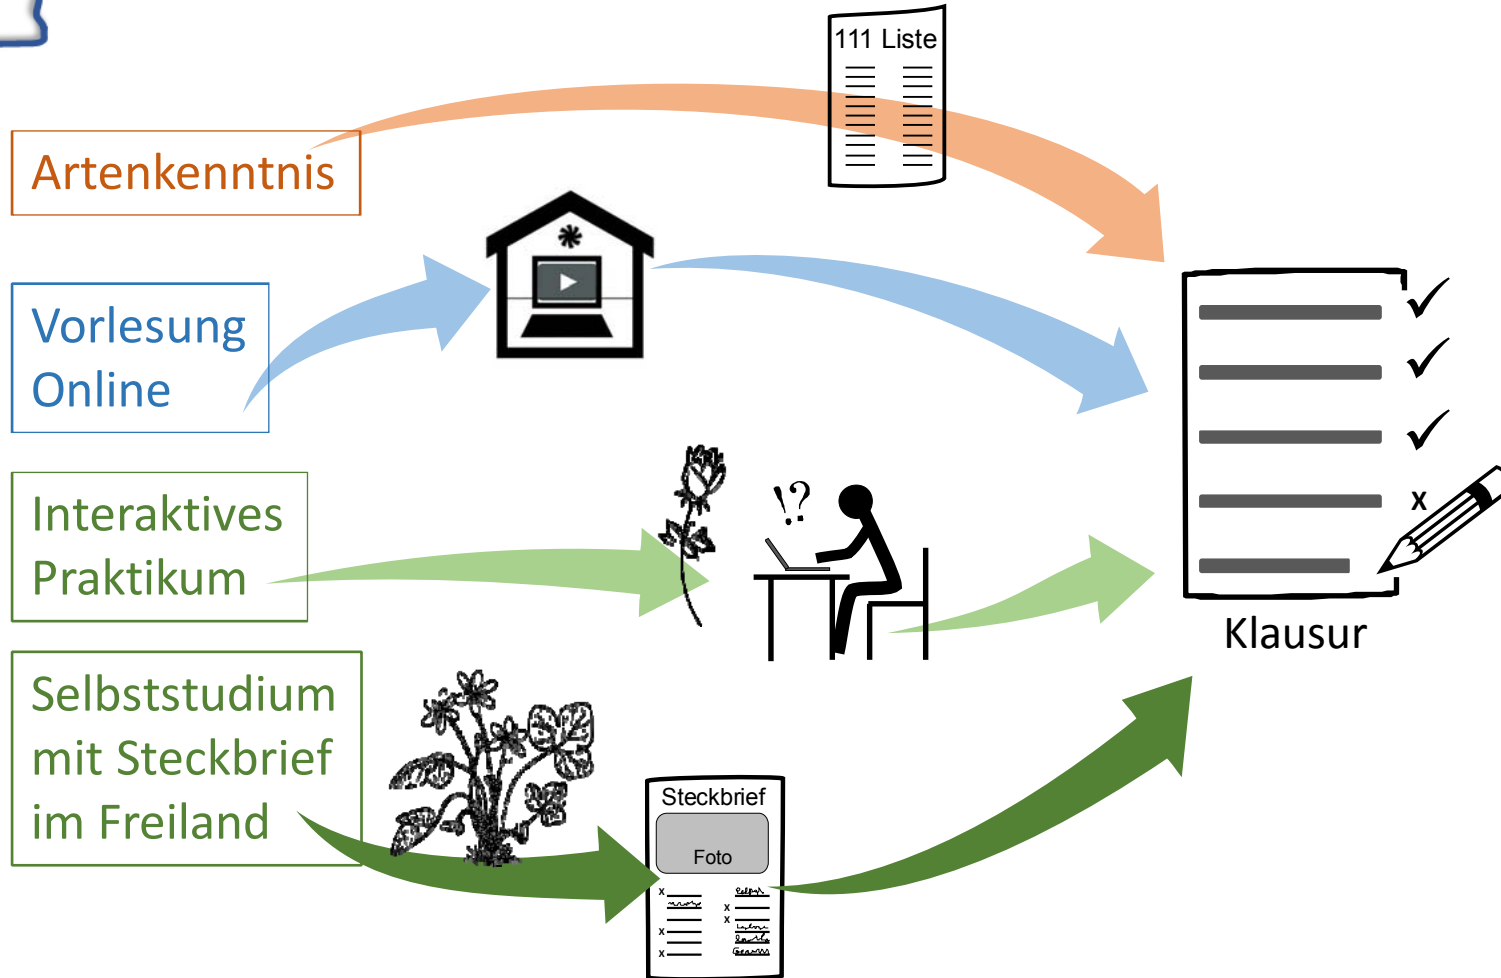 111 Liste
Artenkenntnis
Vorlesung
Online
Interaktives
Praktikum
!?
x
Klausur
Selbststudium
mit Steckbrief
im Freiland
Steckbrief
Foto
x
x
x
x
x